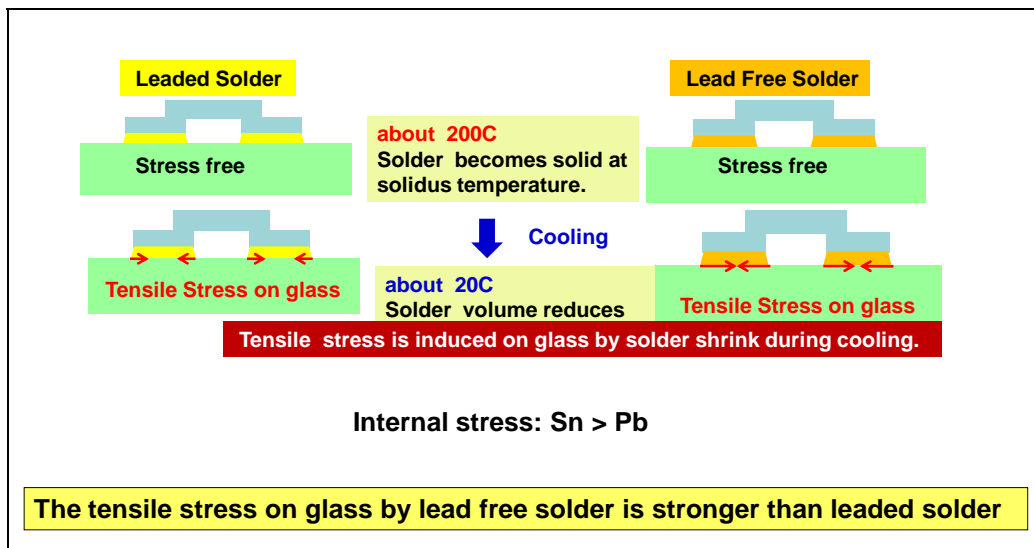 Leaded Solder
Lead Free Solder
about 200C
Solder becomes solid at
solidus temperature.
Stress free
Stress free
Cooling
about 20C
Solder volume reduces
Tensile Stress on glass
Tensile Stress on glass
Tensile stress is induced on glass by solder shrink during cooling.
Internal stress: Sn > Pb
The tensile stress on glass by lead free solder is stronger than leaded solder